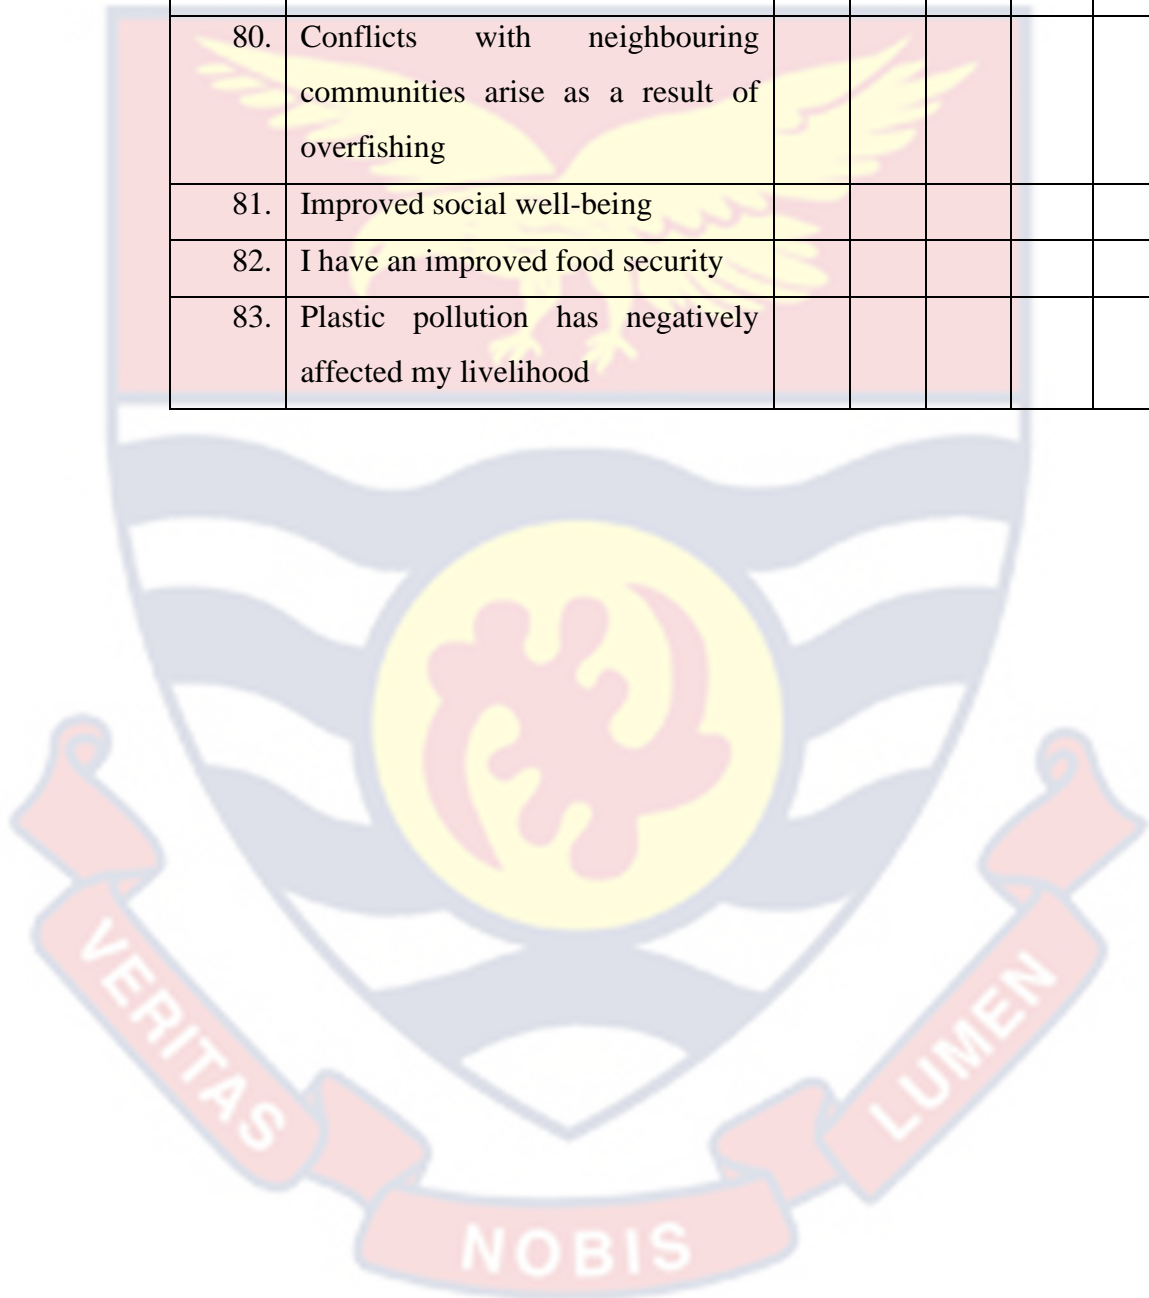 80. Conflicts with neighbouring
communities arise as a result of
overfishing
81. Improved social well-being
82. I have an improved food security
83. Plastic pollution has negatively
affected my livelihood
VERITAS
NOBIS
LUMEN